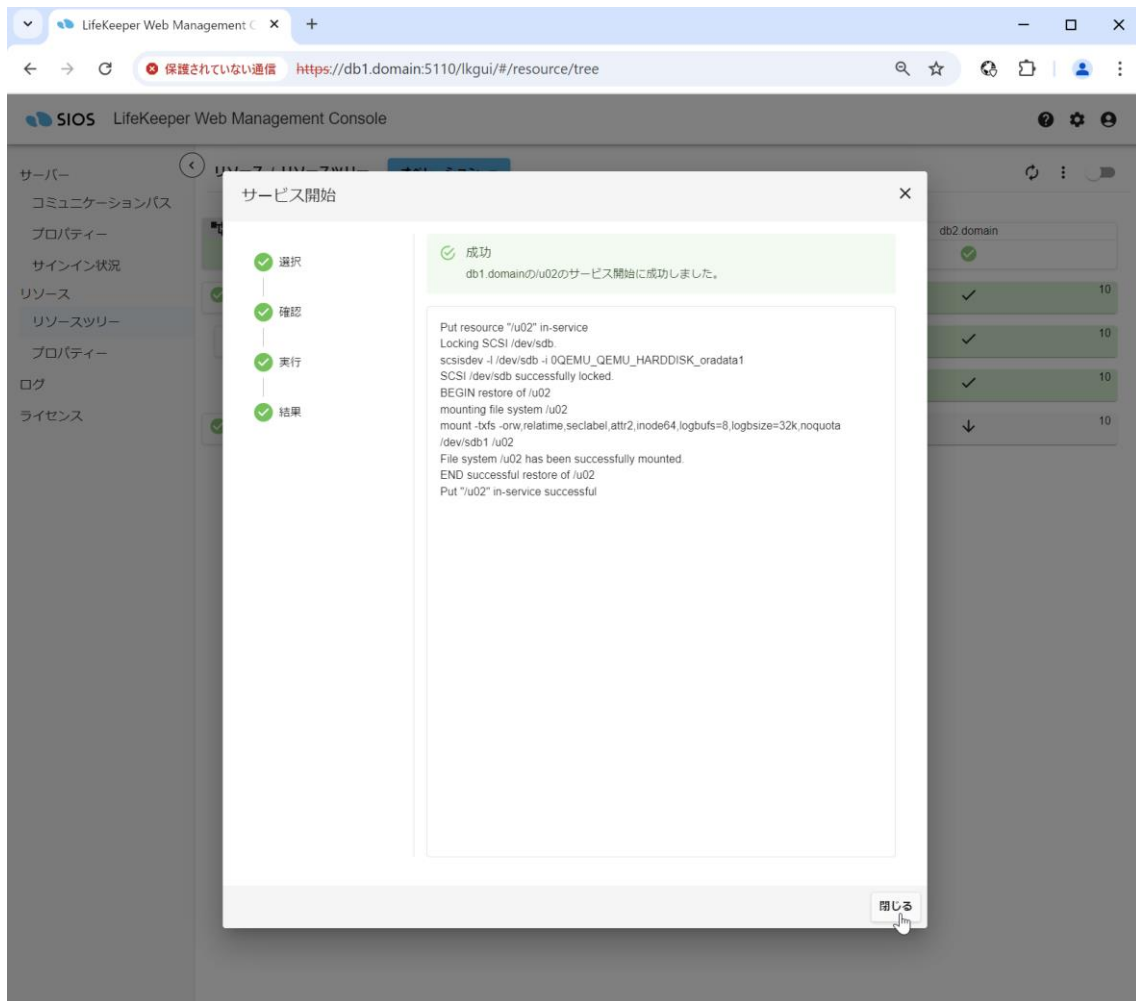 LifeKeeper Web Management C
保護されていない通信 https://db1.domain:5110/lkgui/#/resource/tree
SIOS LifeKeeper Web Management Console
サーバー
コミュニケーションパス
プロパティー
サインイン状況
リソース
リソースツリー
プロパティー
ログ
ライセンス
サービス開始
選択
確認
実行
結果
成功
db1.domainの/u02のサービス開始に成功しました。
Put resource "/u02" in-service
Locking SCSI /dev/sdb.
scsisdev -l /dev/sdb -i 0QEMU_QEMU_HARDDISK_oradata1
SCSI /dev/sdb successfully locked.
BEGIN restore of /u02
mounting file system /u02
mount -txfs -orw,relatime,seclabel,attr2,inode64,logbufs=8,logbsize=32k,noquota
/dev/sdb1 /u02
File system /u02 has been successfully mounted.
END successful restore of /u02
Put "/u02" in-service successful
db2.domain
10
10
10
10
閉じる